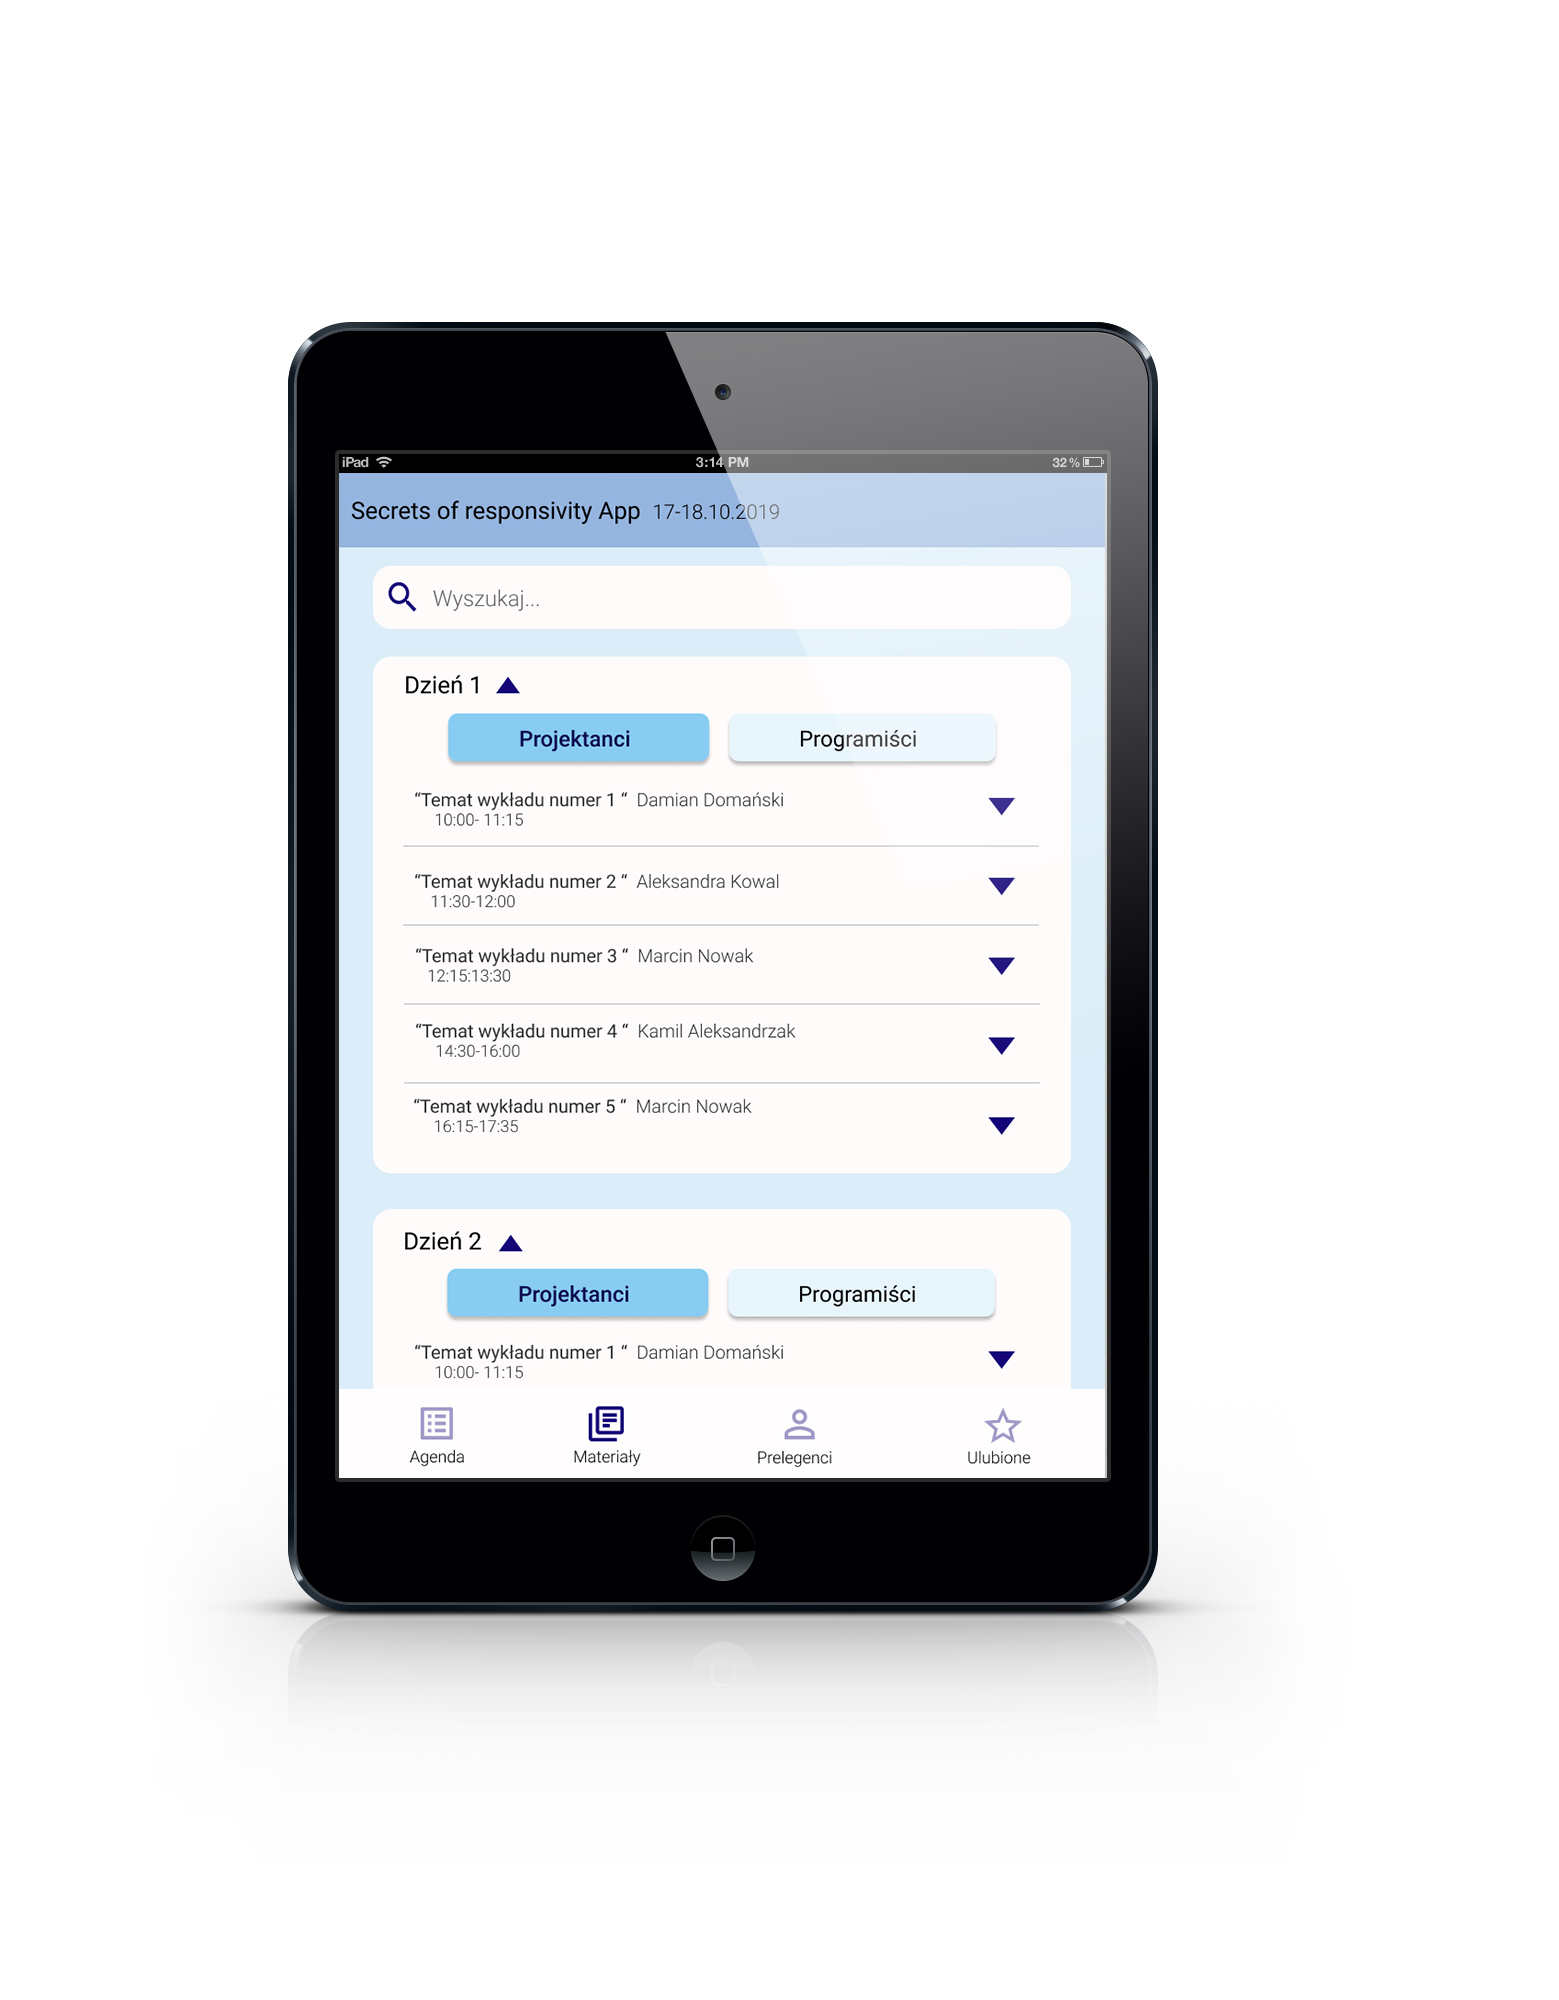 iPad 3:14 PM 32 %
Secrets of responsivity App 17-18.10.2019
Wyszukaj...
Dzień 1
Projektanci Programiści
“Temat wykładu numer 1 “ Damian Domański
10:00- 11:15
“Temat wykładu numer 2 “ Aleksandra Kowal
11:30-12:00
“Temat wykładu numer 3 “ Marcin Nowak
12:15:13:30
“Temat wykładu numer 4 “ Kamil Aleksandrzak
14:30-16:00
“Temat wykładu numer 5 “ Marcin Nowak
16:15-17:35
Dzień 2
Projektanci Programiści
“Temat wykładu numer 1 “ Damian Domański
10:00- 11:15
Agenda Materiały Prelegenci Ulubione